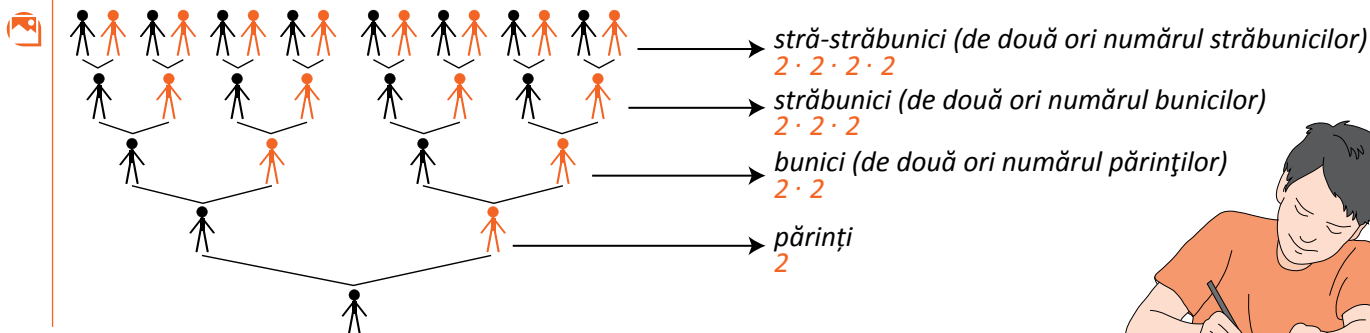 stră-străbunici (de două ori numărul străbunicilor)
2 · 2 · 2 · 2
străbunici (de două ori numărul bunicilor)
2 · 2 · 2
bunici (de două ori numărul părinţilor)
2 · 2
părinți
2